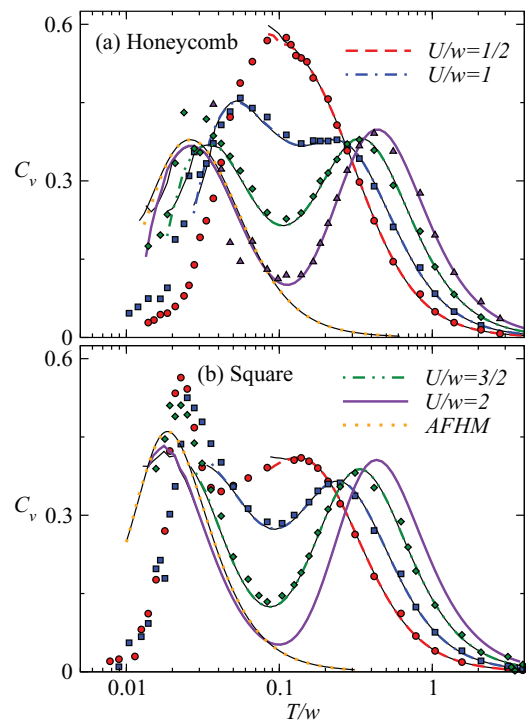 0.6
(a) Honeycomb
U/w=1/2
U/w=1
C_v
0.3
0
(b) Square
U/w=3/2
U/w=2
AFHM
0.6
C_v
0.3
0
0.01 0.1 1
T/w